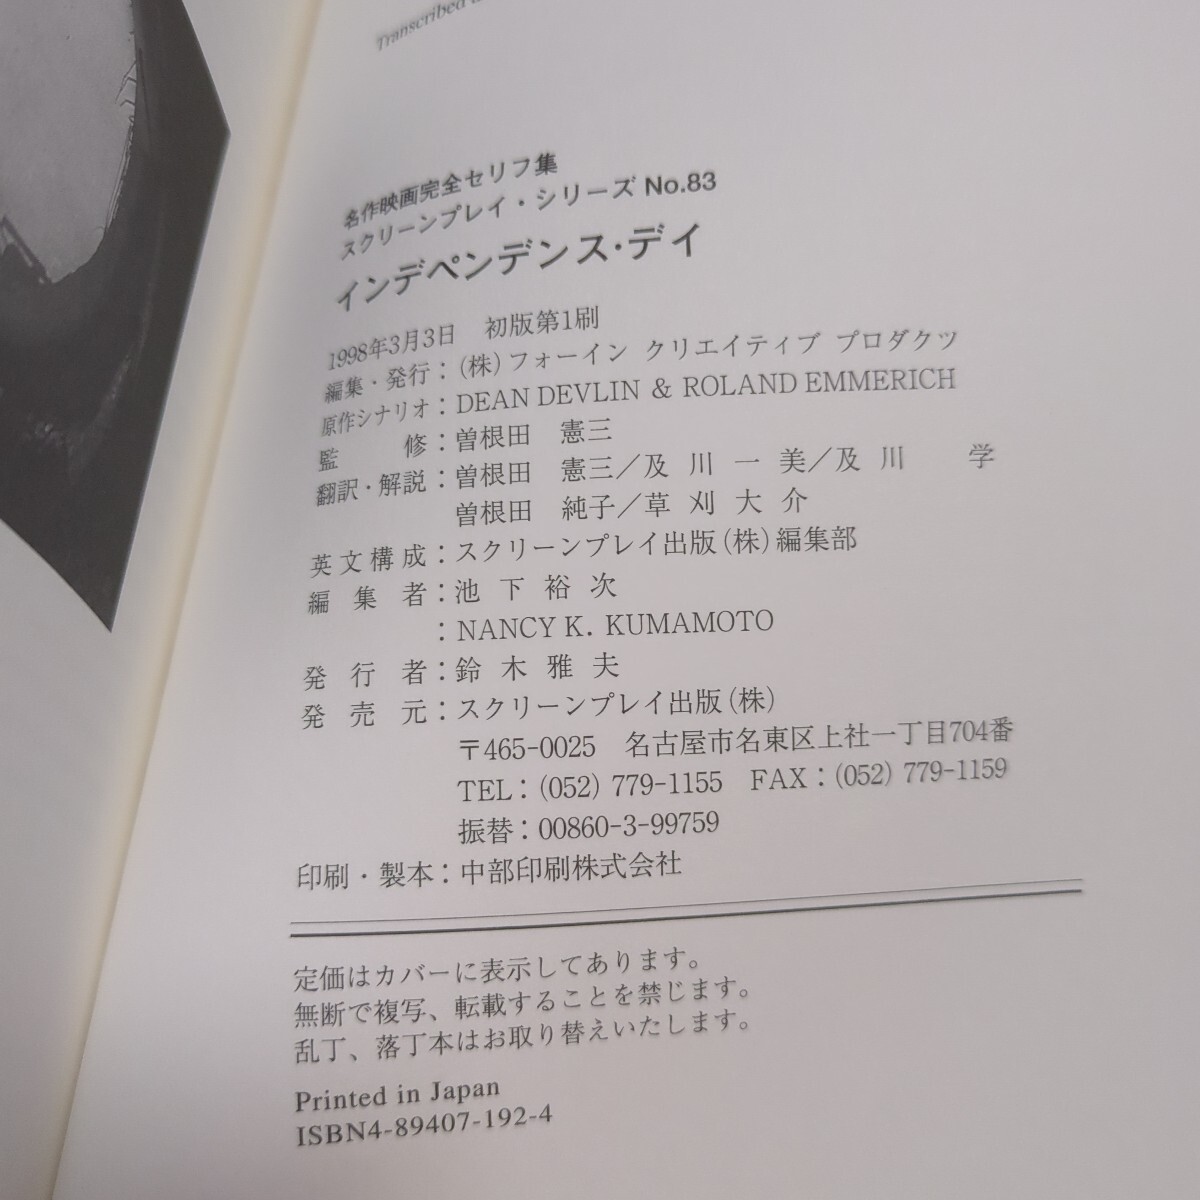 Transcribed
名作映画完全セリフ集
スクリーンプレイ・シリーズ No.83
インデペンデンス・デイ
1998年3月3日 初版第1刷
編集・発行：(株)フォーイン クリエイティブ プロダクツ
原作シナリオ：DEAN DEVLIN & ROLAND EMMERICH
監 修：曽根田 憲三
翻訳・解説：曽根田 憲三／及川 一美／及川 学
曽根田 純子／草刈 大介
英文構成：スクリーンプレイ出版(株)編集部
編集者：池下裕次
：NANCY K. KUMAMOTO
発行者：鈴木雅夫
発売元：スクリーンプレイ出版(株)
〒465-0025 名古屋市名東区上社一丁目704番
TEL：(052) 779-1155 FAX：(052) 779-1159
振替：00860-3-99759
印刷・製本：中部印刷株式会社
定価はカバーに表示してあります。
無断で複写、転載することを禁じます。
乱丁、落丁本はお取り替えいたします。
Printed in Japan
ISBN4-89407-192-4